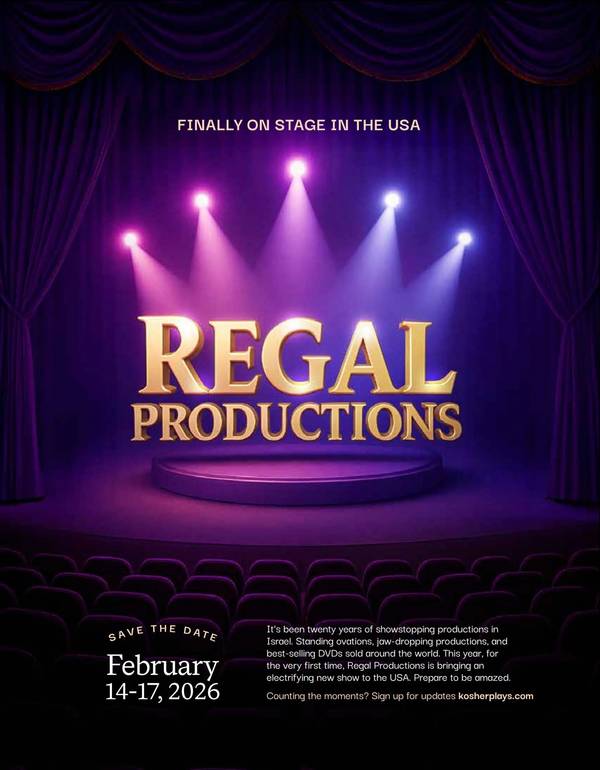 FINALLY ON STAGE IN THE USA
REGAL
PRODUCTIONS
SAVE THE DATE
February
14-17, 2026
It's been twenty years of showstopping productions in
Israel. Standing ovations, jaw-dropping productions, and
best-selling DVDs sold around the world. This year, for
the very first time, Regal Productions is bringing an
electrifying new show to the USA. Prepare to be amazed.
Counting the moments? Sign up for updates kosherplays.com